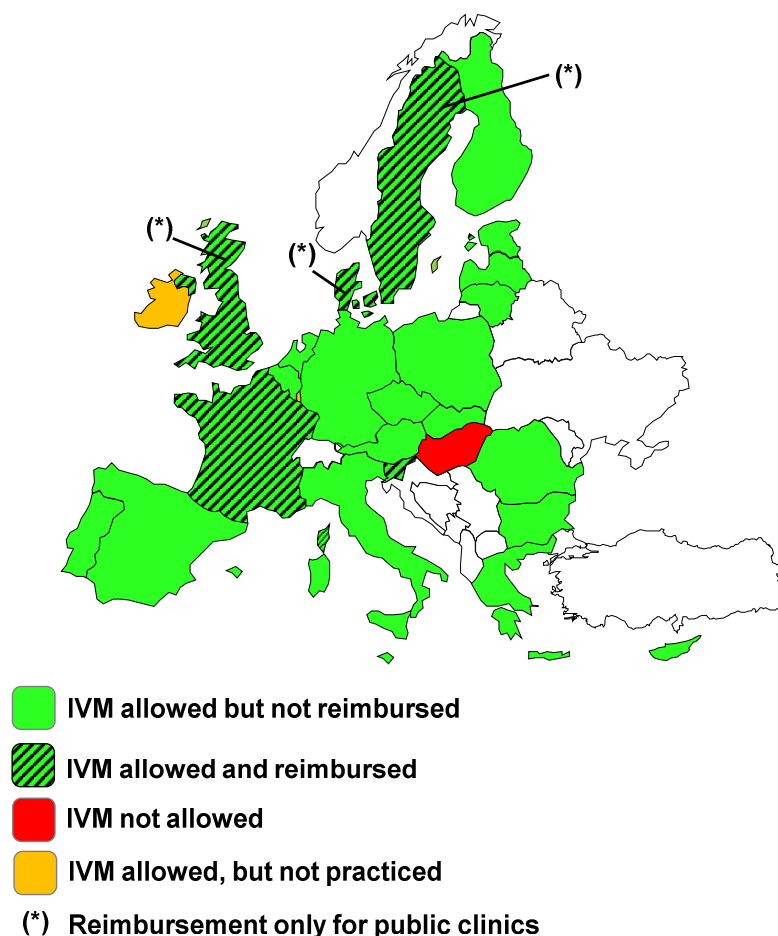 (*)
(*)
(*)
IVM allowed but not reimbursed
IVM allowed and reimbursed
IVM not allowed
IVM allowed, but not practiced
(*) Reimbursement only for public clinics